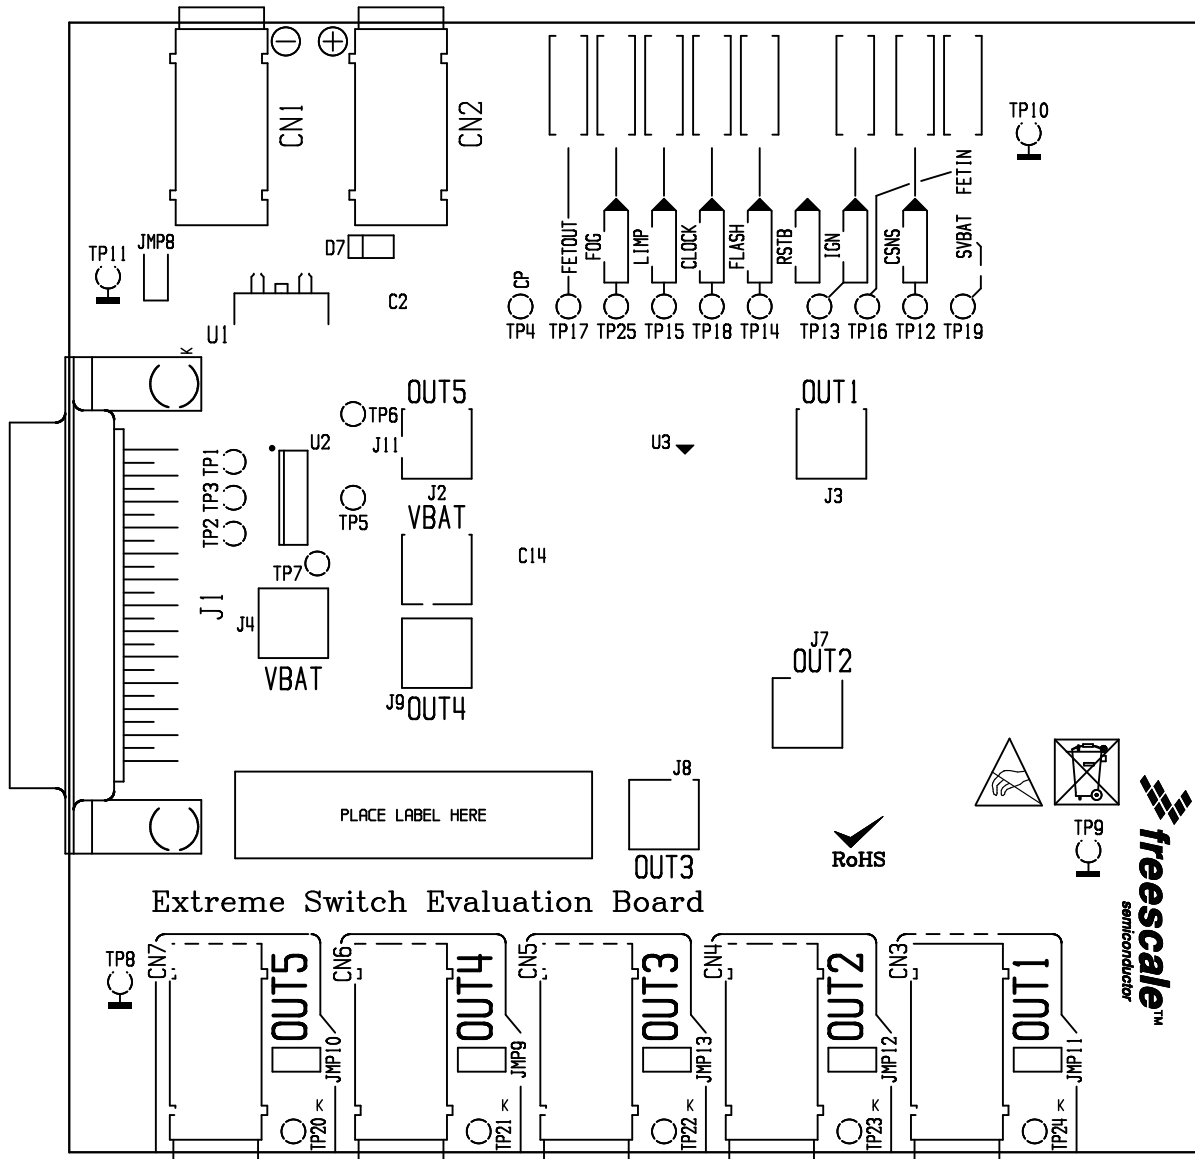 CN1
−
+
CN2
TP10
TP11
JMP8
D7
C2
U1
K
FETOUT
FOG
LIMP
CLOCK
FLASH
RSTB
IGN
CSNS
SVBAT
FETIN
CP
TP4
TP17
TP25
TP15
TP18
TP14
TP13
TP16
TP12
TP19
OUT5
OUT1
TP6
J11
U2
U3
TP1
TP3
TP2
J2
J3
TP5
VBAT
C14
TP7
J1
J4
VBAT
J7
OUT2
J9
OUT4
J8
PLACE LABEL HERE
OUT3
RoHS
TP9
freescale™
semiconductor
Extreme Switch Evaluation Board
TP8
CN7
OUT5
JMP10
K
TP20
CN6
OUT4
JMP9
K
TP21
CN5
OUT3
JMP13
K
TP22
CN4
OUT2
JMP12
K
TP23
CN3
OUT1
JMP11
K
TP24